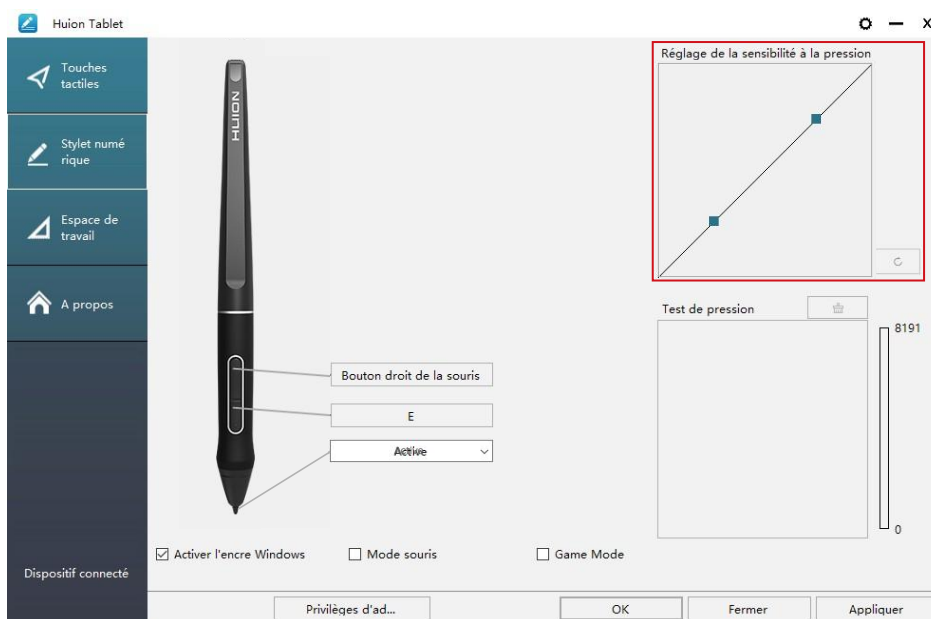 Huion Tablet
Touches
tactiles
Stylet numé
rique
Espace de
travail
A propos
Dispositif connecté
HUION
Bouton droit de la souris
E
Active
Activer l'encre Windows
Mode souris
Game Mode
Réglage de la sensibilité à la pression
Test de pression
8191
0
Privilèges d'ad...
OK
Fermer
Appliquer